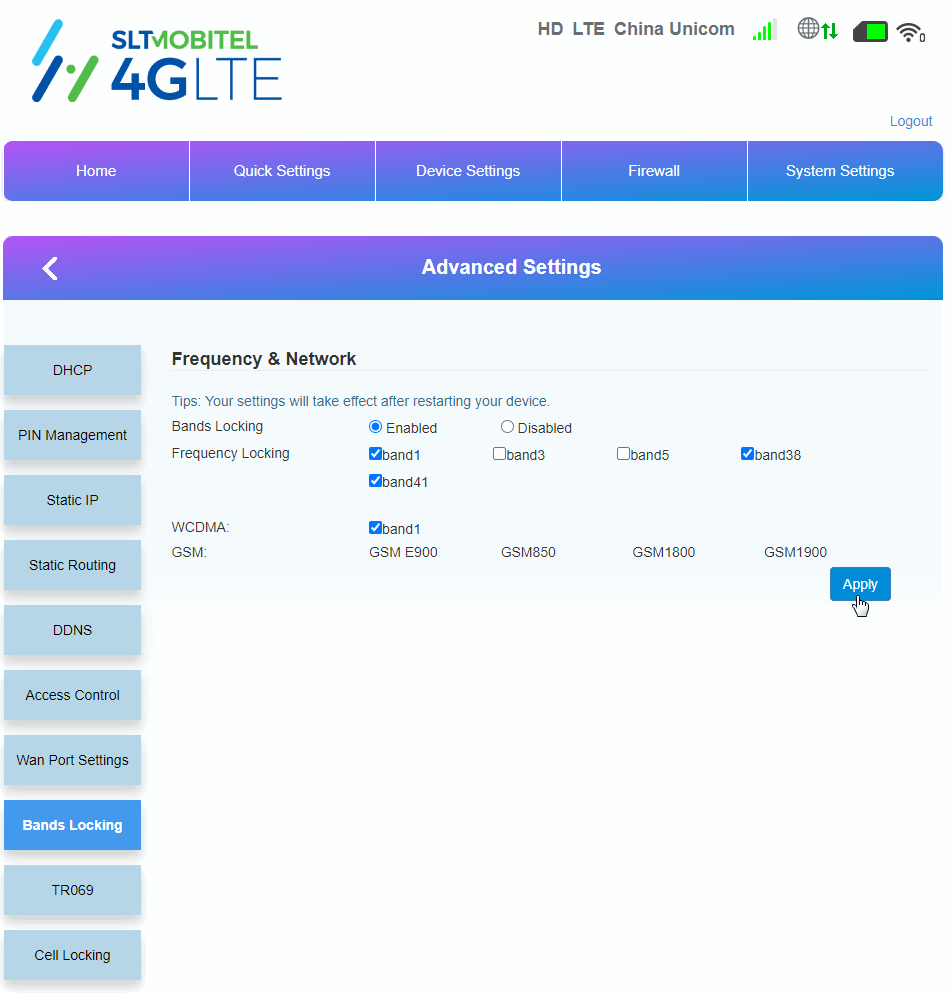 SLTMOBITEL
4GLTE
HD LTE China Unicom
0
Logout
Home Quick Settings Device Settings Firewall System Settings
Advanced Settings
DHCP
PIN Management
Static IP
Static Routing
DDNS
Access Control
Wan Port Settings
Bands Locking
TR069
Cell Locking
Frequency & Network
Tips: Your settings will take effect after restarting your device.
Bands Locking Enabled Disabled
Frequency Locking band1 band3 band5 band38
band41
WCDMA: band1
GSM: GSM E900 GSM850 GSM1800 GSM1900
Apply